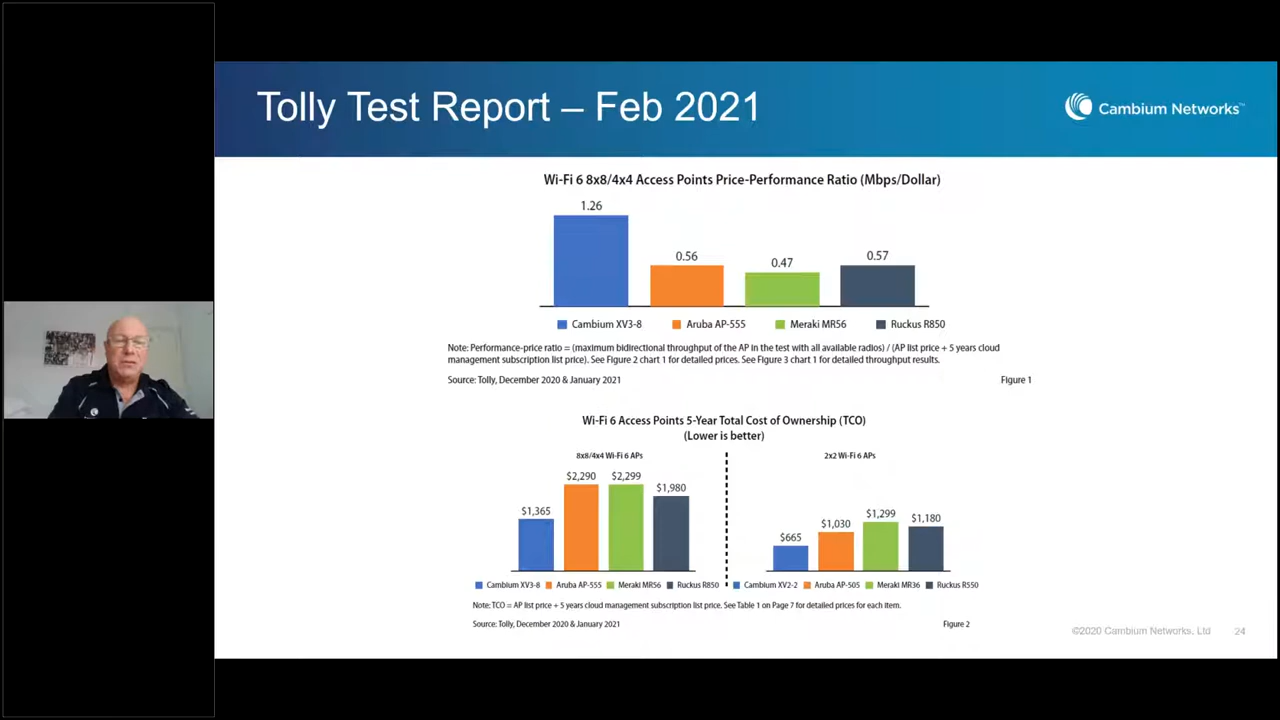 Tolly Test Report – Feb 2021
Cambium Networks™
Wi-Fi 6 8x8/4x4 Access Points Price-Performance Ratio (Mbps/Dollar)
1.26
0.56
0.47
0.57
Cambium XV3-8 Aruba AP-555 Meraki MR56 Ruckus R850
Note: Performance-price ratio = (maximum bidirectional throughput of the AP in the test with all available radios) / (AP list price + 5 years cloud
management subscription list price). See Figure 2 chart 1 for detailed prices. See Figure 3 chart 1 for detailed throughput results.
Source: Tolly, December 2020 & January 2021 Figure 1
Wi-Fi 6 Access Points 5-Year Total Cost of Ownership (TCO)
(Lower is better)
8x8/4x4 Wi-Fi 6 APs 2x2 Wi-Fi 6 APs
$1,365 $2,290 $2,299 $1,980 $665 $1,030 $1,299 $1,180
Cambium XV3-8 Aruba AP-555 Meraki MR56 Ruckus R850 Cambium XV2-2 Aruba AP-505 Meraki MR36 Ruckus R550
Note: TCO = AP list price + 5 years cloud management subscription list price. See Table 1 on Page 7 for detailed prices for each item.
Source: Tolly, December 2020 & January 2021 Figure 2
©2020 Cambium Networks, Ltd 24